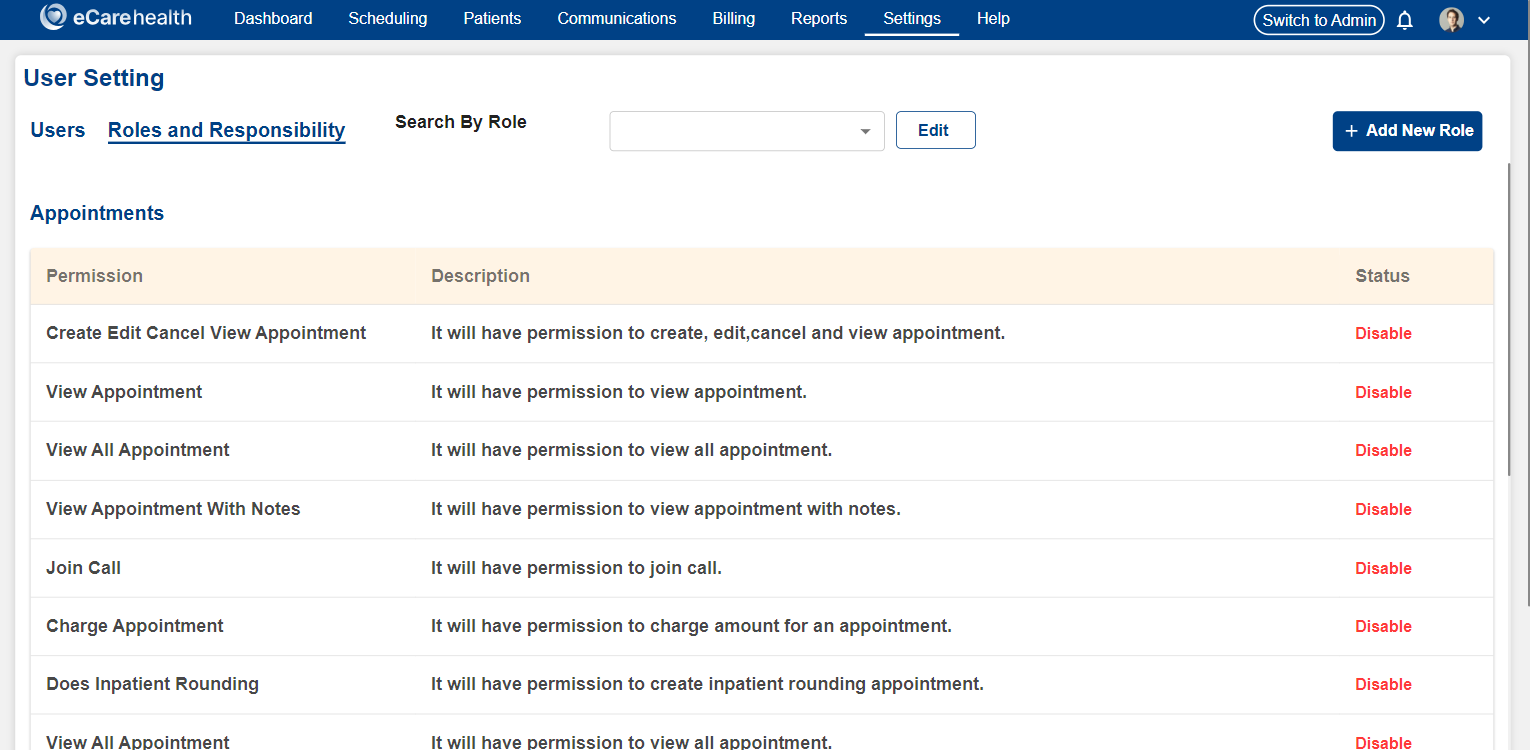 eCarehealth Dashboard Scheduling Patients Communications Billing Reports Settings Help Switch to Admin
User Setting
Users Roles and Responsibility Search By Role Edit + Add New Role
Appointments
Permission Description Status
Create Edit Cancel View Appointment It will have permission to create, edit,cancel and view appointment. Disable
View Appointment It will have permission to view appointment. Disable
View All Appointment It will have permission to view all appointment. Disable
View Appointment With Notes It will have permission to view appointment with notes. Disable
Join Call It will have permission to join call. Disable
Charge Appointment It will have permission to charge amount for an appointment. Disable
Does Inpatient Rounding It will have permission to create inpatient rounding appointment. Disable
View All Appointment It will have permission to view all appointment. Disable